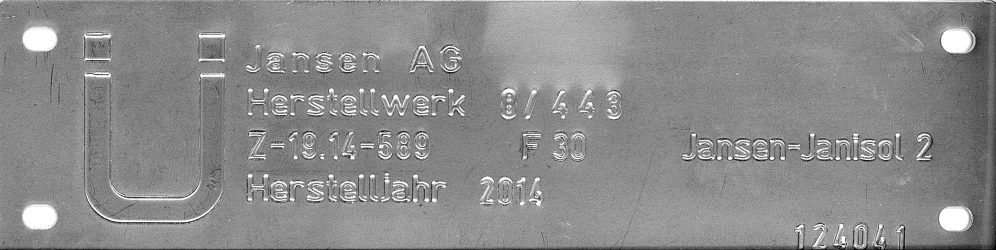 Ü
Jansen AG
Herstellwerk 8/443
Z-19.14-589 F 30 Jansen-Janisol 2
Herstelljahr 2014
124041